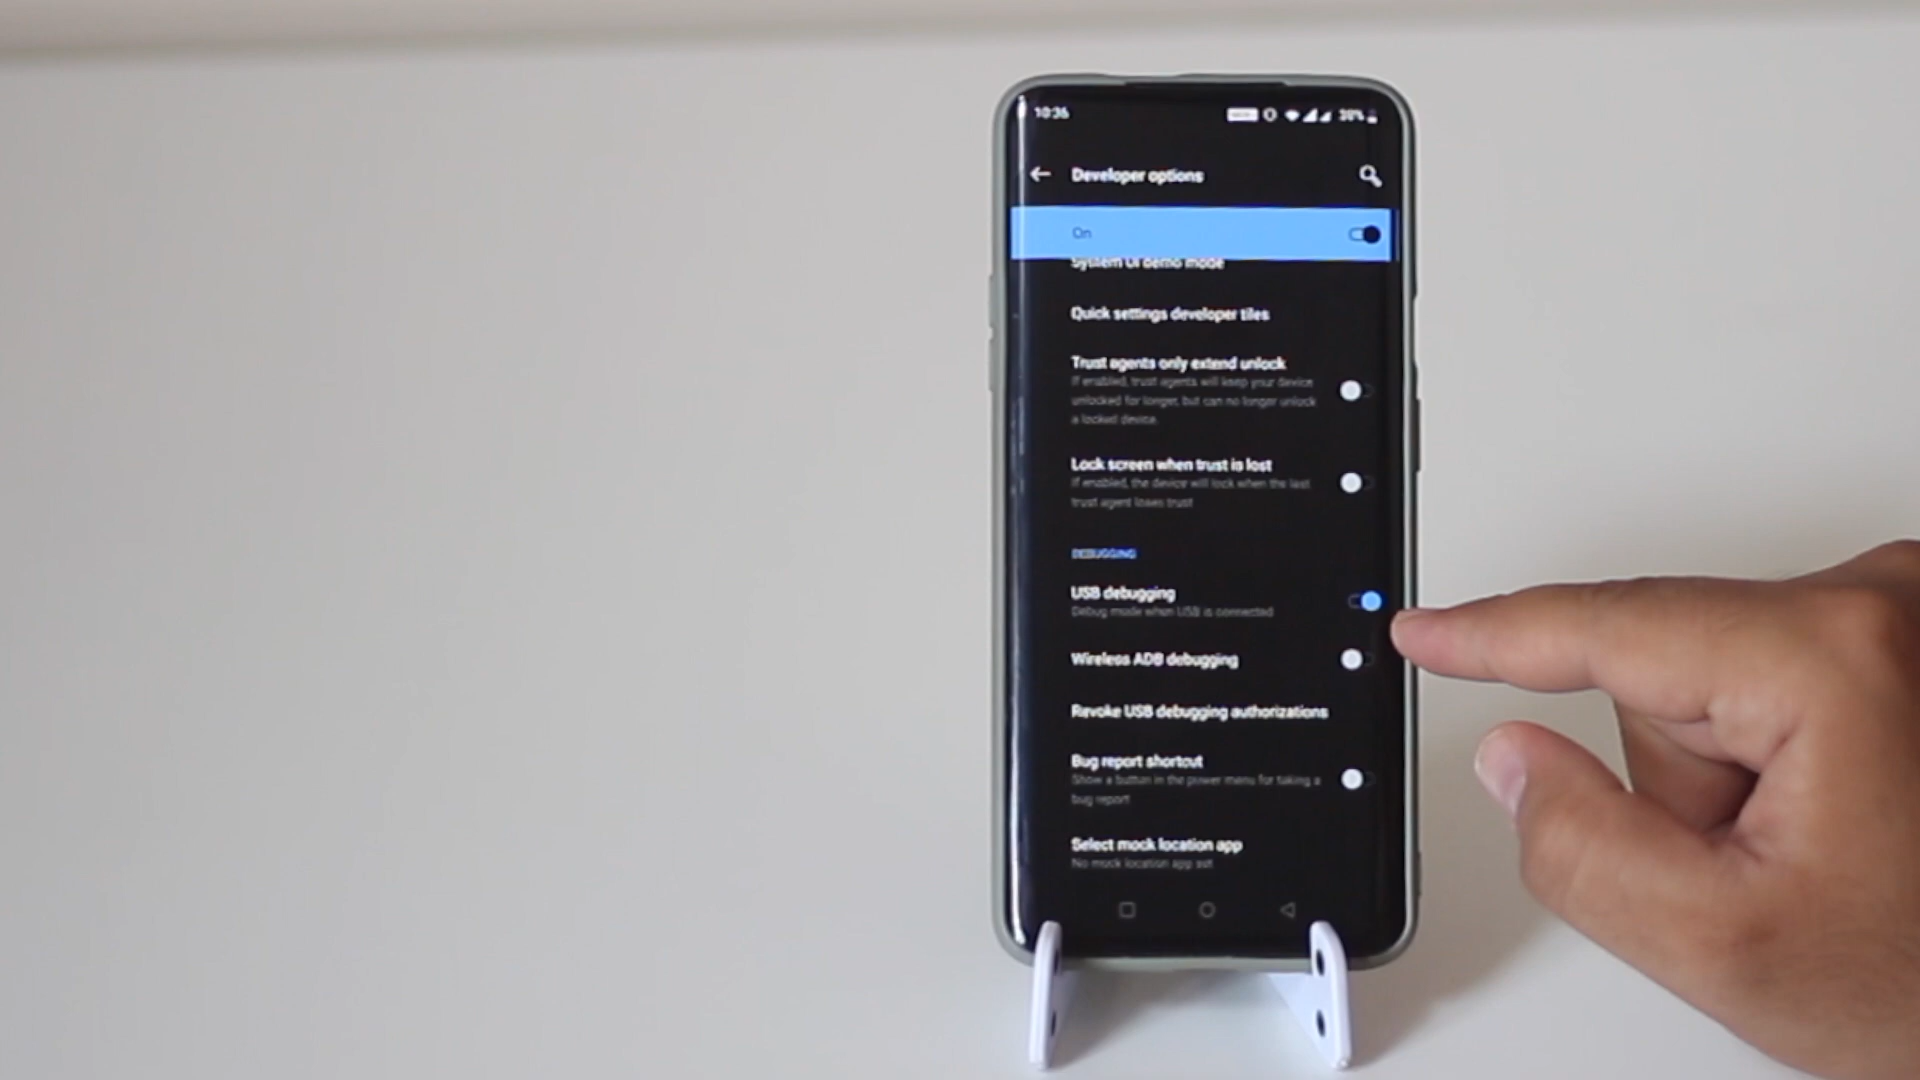 10:36
38%
Developer options
On
System UI demo mode
Quick settings developer tiles
Trust agents only extend unlock
If enabled, trust agents will keep your device
unlocked for longer, but can no longer unlock
a locked device.
Lock screen when trust is lost
If enabled, the device will lock when the last
trust agent loses trust
DEBUGGING
USB debugging
Debug mode when USB is connected
Wireless ADB debugging
Revoke USB debugging authorizations
Bug report shortcut
Show a button in the power menu for taking a
bug report
Select mock location app
No mock location app set